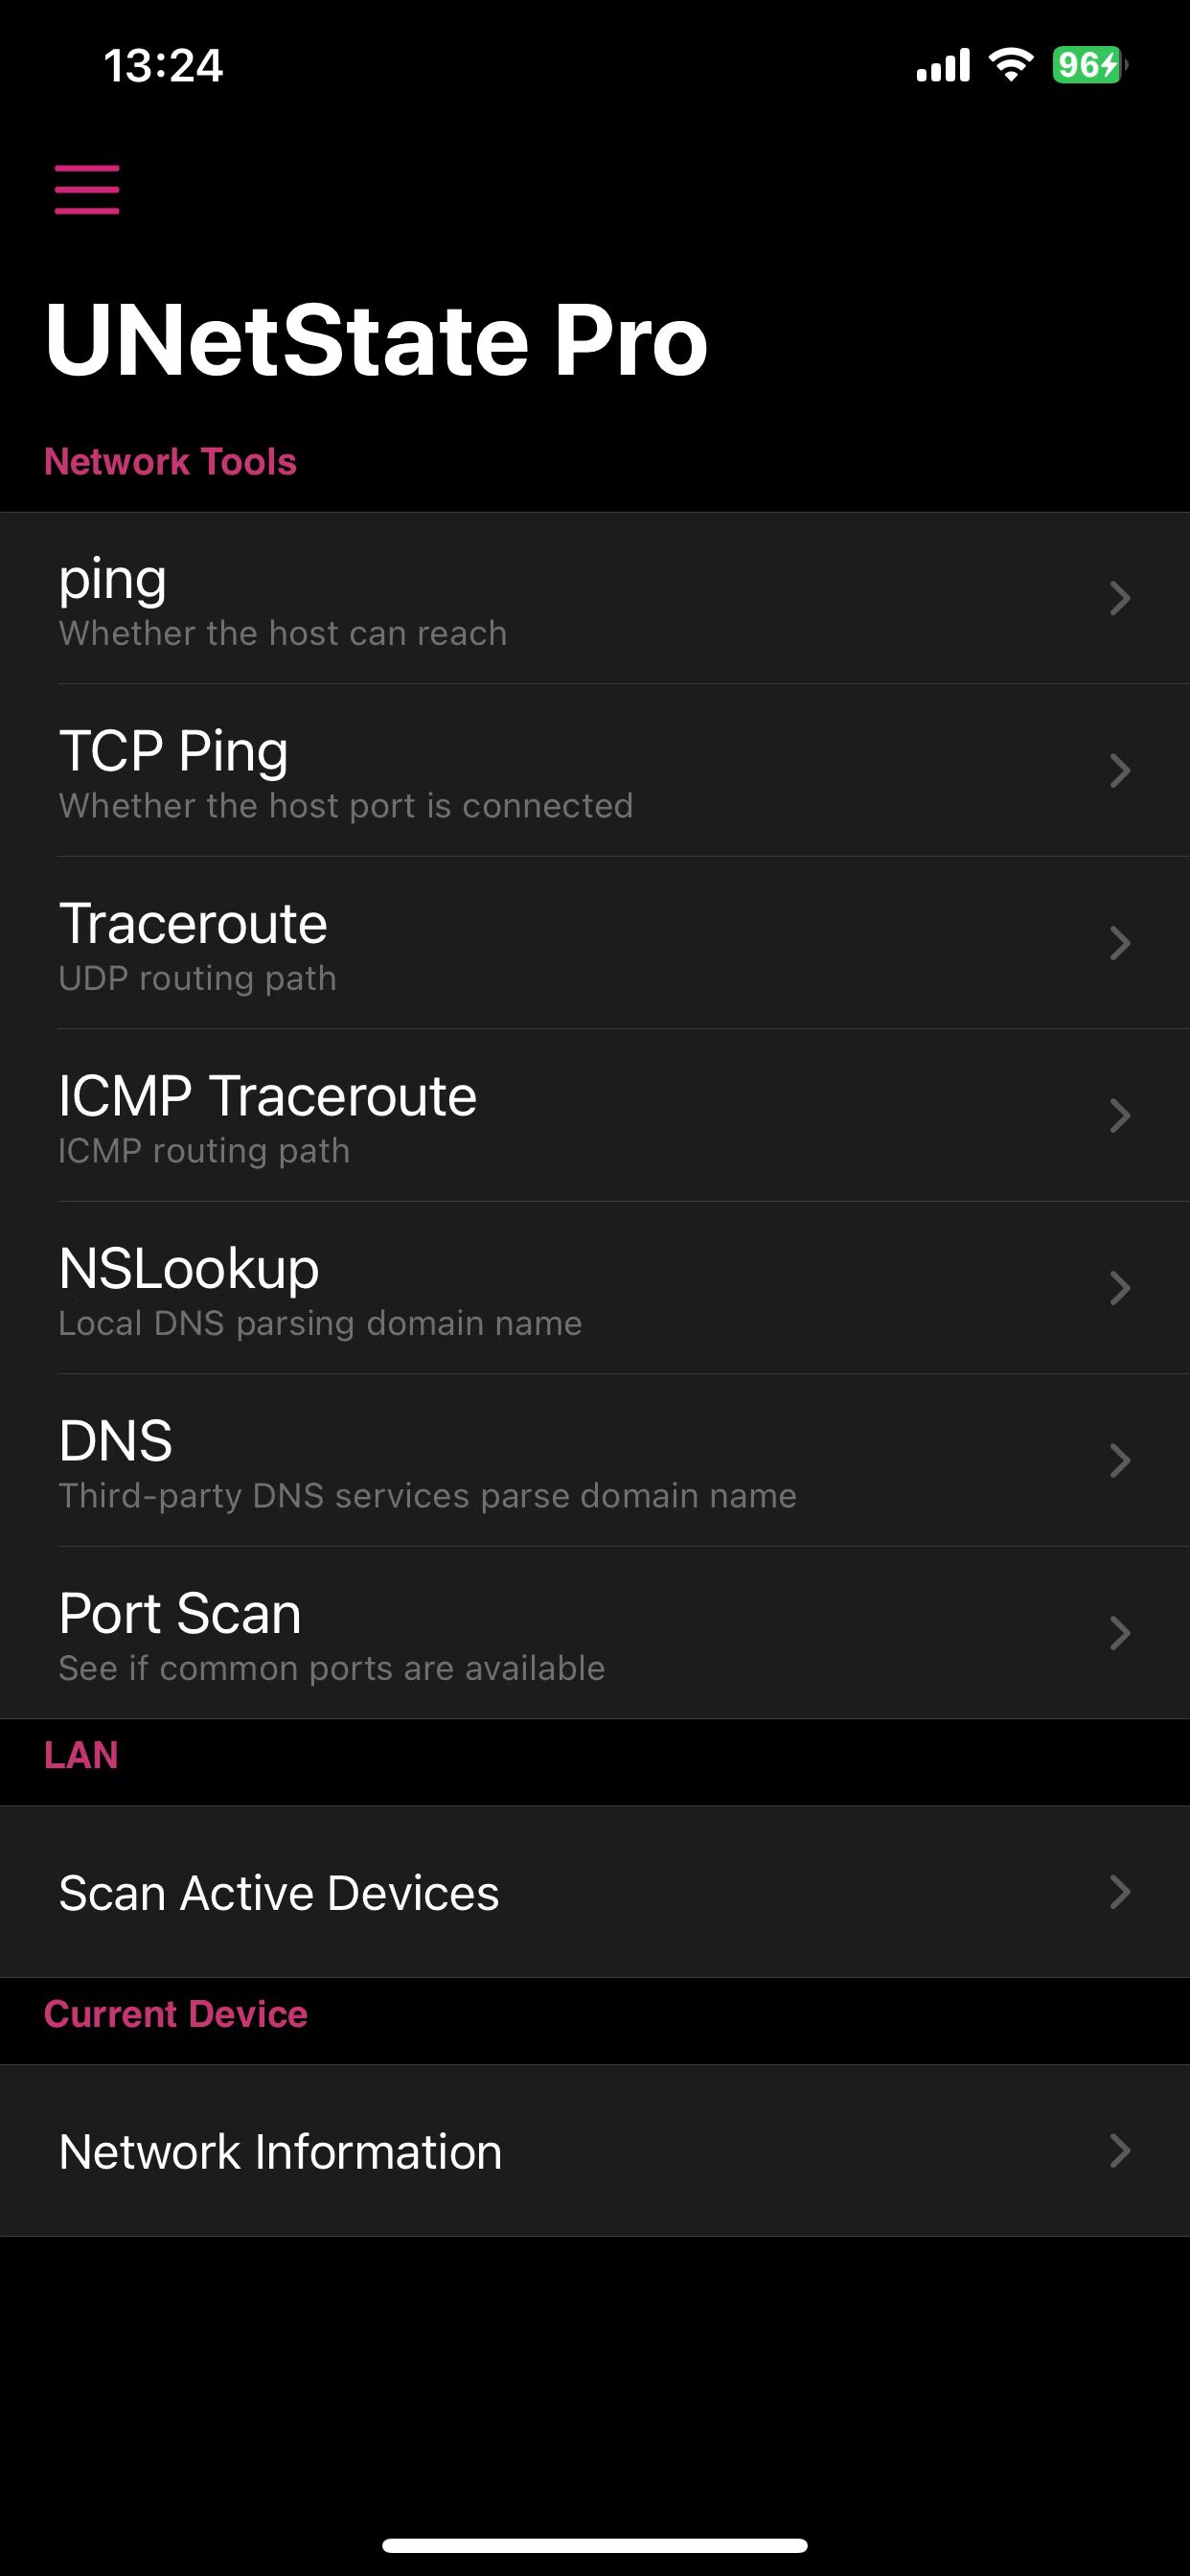 13:24
96
UNetState Pro
Network Tools
ping
Whether the host can reach
TCP Ping
Whether the host port is connected
Traceroute
UDP routing path
ICMP Traceroute
ICMP routing path
NSLookup
Local DNS parsing domain name
DNS
Third-party DNS services parse domain name
Port Scan
See if common ports are available
LAN
Scan Active Devices
Current Device
Network Information